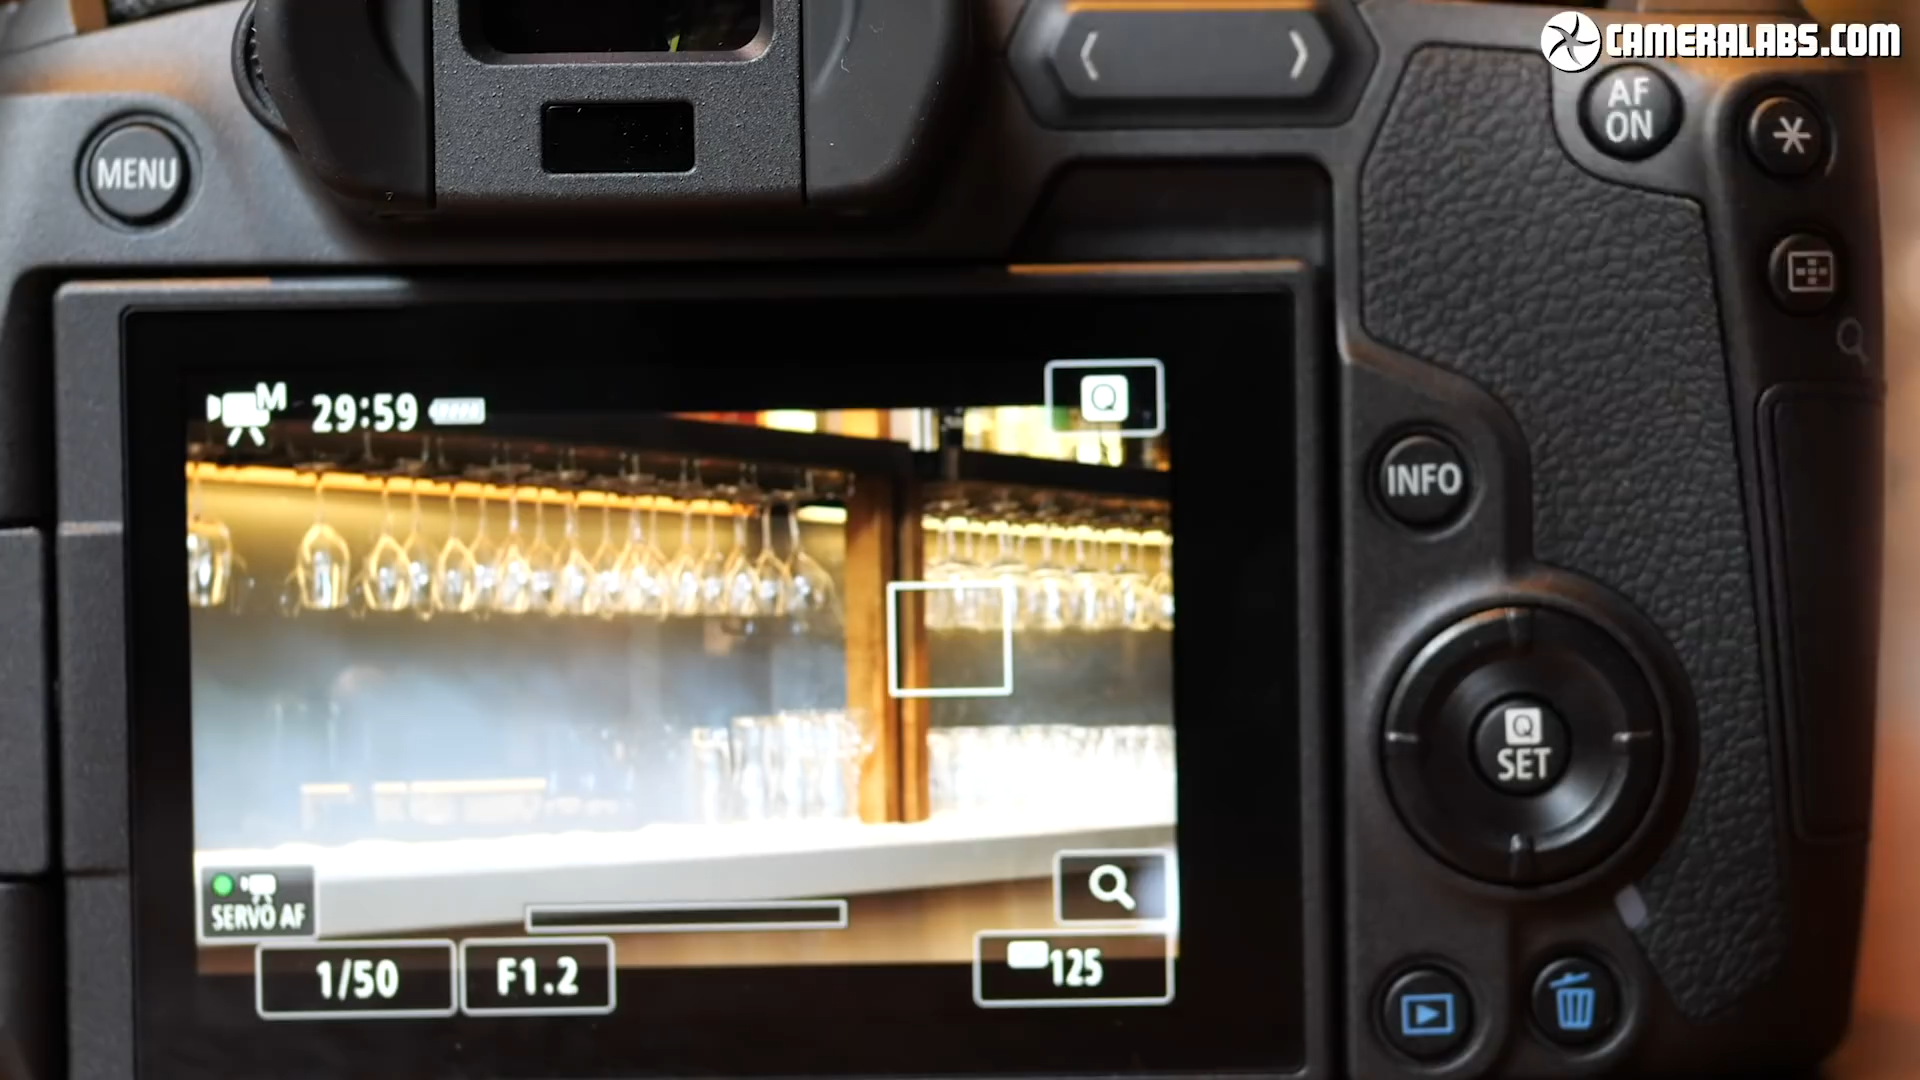 CAMERALABS.COM
AF
ON
MENU
M
29:59
Q
INFO
Q
SET
SERVO AF
1/50
F1.2
125